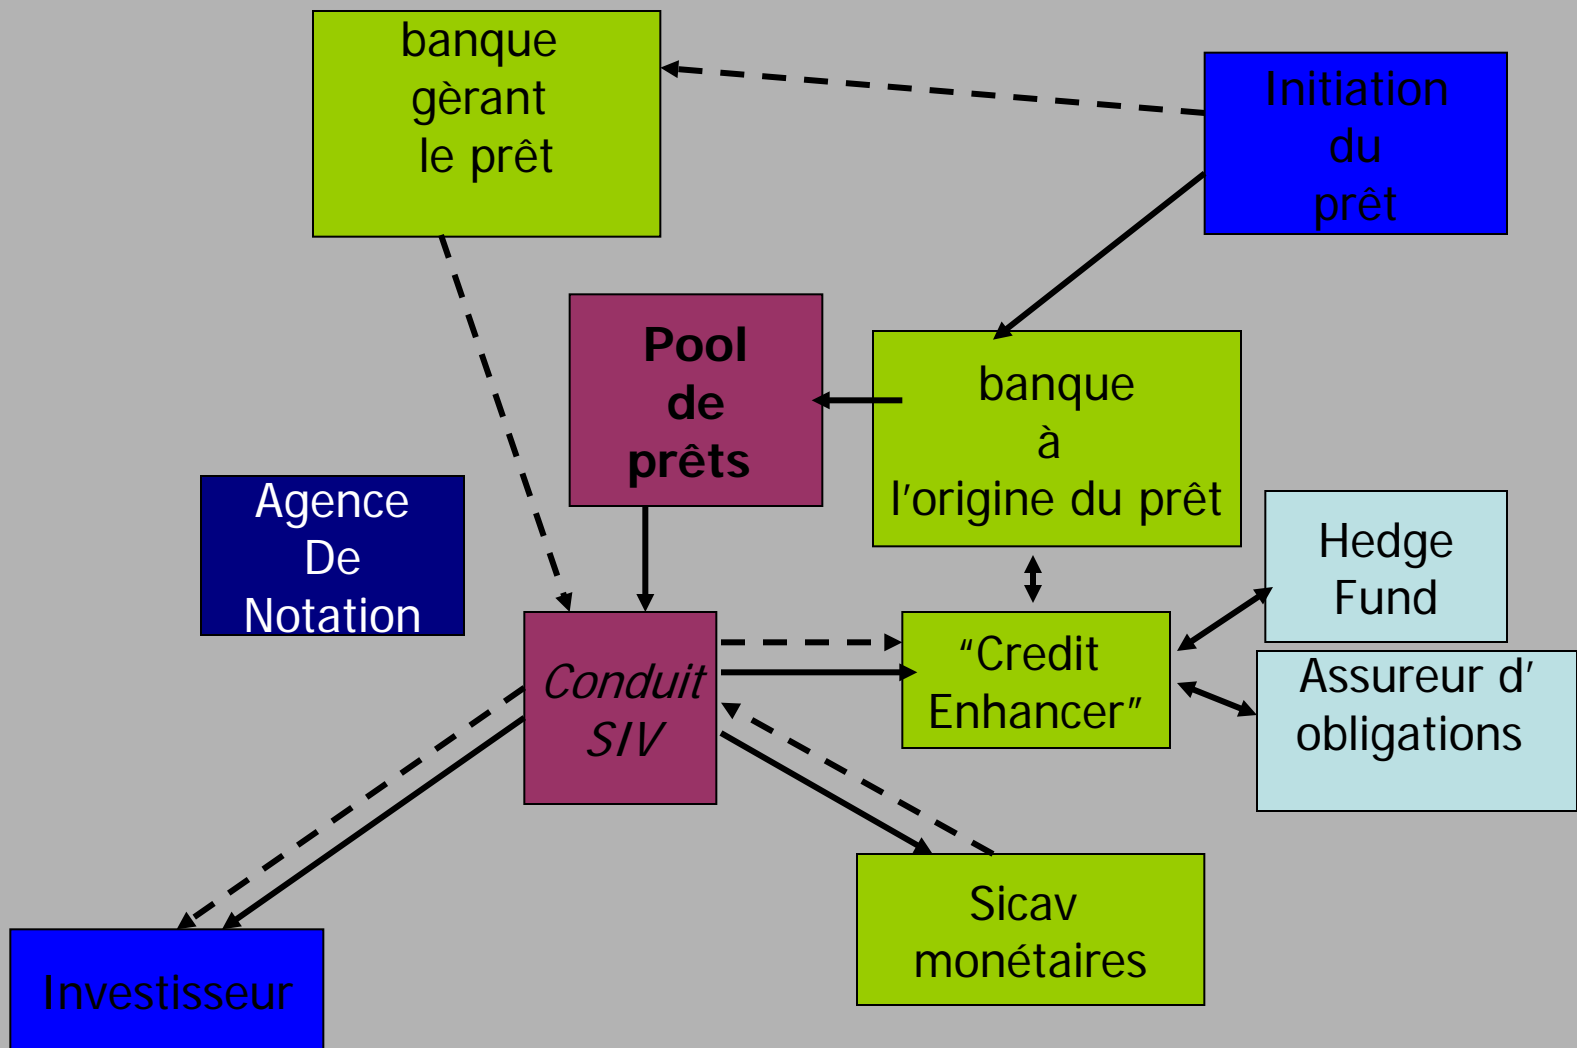 banque
gèrant
le prêt
Initiation
du
prêt
Pool
de
prêts
banque
à
l'origine du prêt
Agence
De
Notation
Hedge
Fund
Conduit
SIV
“Credit
Enhancer”
Assureur d'
obligations
Sicav
monétaires
Investisseur